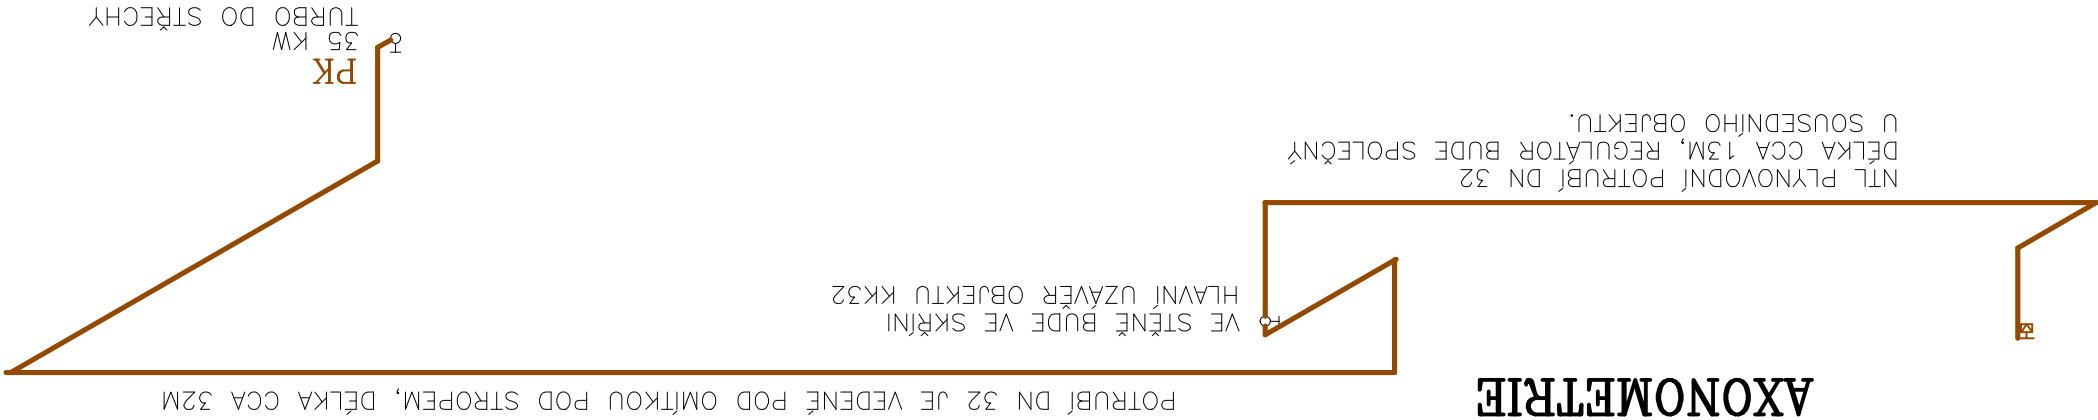 AXONOMETRIE
POTRUBÍ DN 32 JE VEDENÉ POD OMÍTKOU POD STROPEM, DÉLKA CCA 32M
VE STĚNĚ BUDE VE SKŘÍNI
HLAVNÍ UZÁVĚR OBJEKTU KK32
NTL PLYNOVODNÍ POTRUBÍ DN 32
DÉLKA CCA 13M, REGULÁTOR BUDE SPOLEČNÝ
U SOUSEDNÍHO OBJEKTU.
PK
35 KW
TURBO DO STŘECHY